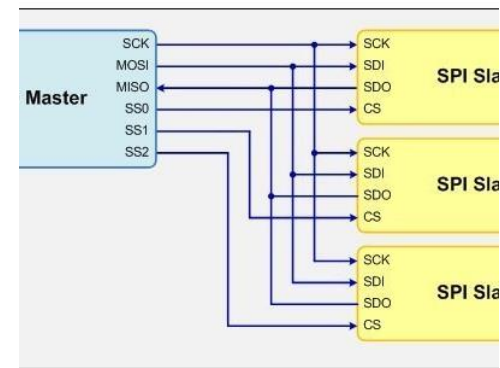 Master
SCK
MOSI
MISO
SS0
SS1
SS2
SCK
SDI
SDO
CS
SPI Sla
SCK
SDI
SDO
CS
SPI Sla
SCK
SDI
SDO
CS
SPI Sla